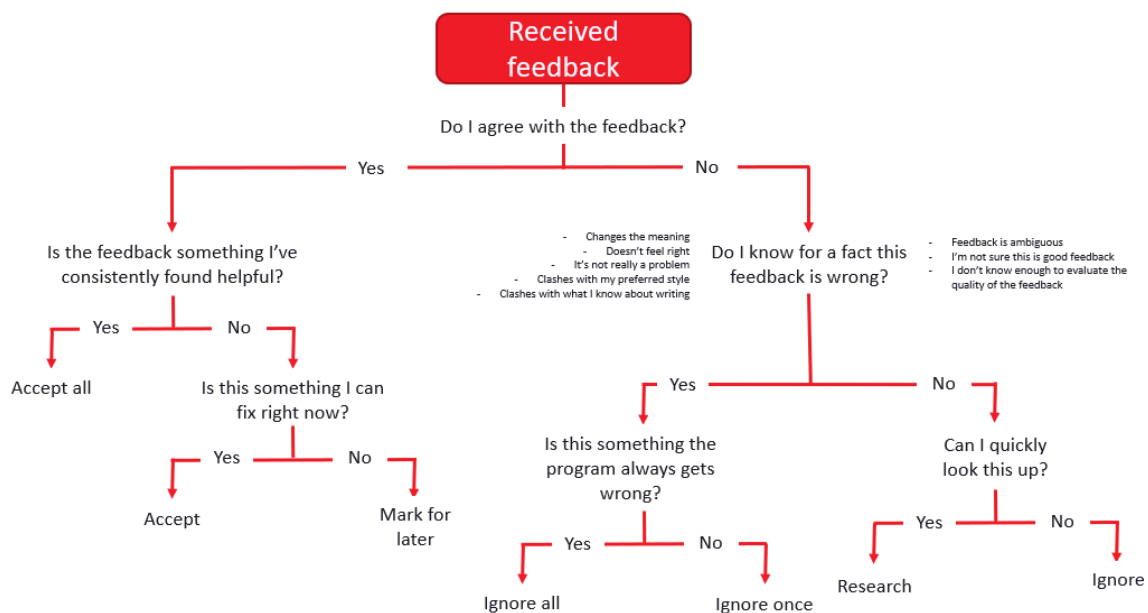 Received
feedback
Do I agree with the feedback?
Yes
No
Is the feedback something I've
consistently found helpful?
- Changes the meaning
- Doesn't feel right
- It's not really a problem
- Clashes with my preferred style
- Clashes with what I know about writing
Do I know for a fact this
feedback is wrong?
- Feedback is ambiguous
- I'm not sure this is good feedback
- I don't know enough to evaluate the
quality of the feedback
Yes
No
Accept all
Is this something I can
fix right now?
Yes
No
Accept
Mark for
later
Yes
No
Is this something the
program always gets
wrong?
Can I quickly
look this up?
Yes
No
Ignore all
Ignore once
Yes
No
Research
Ignore